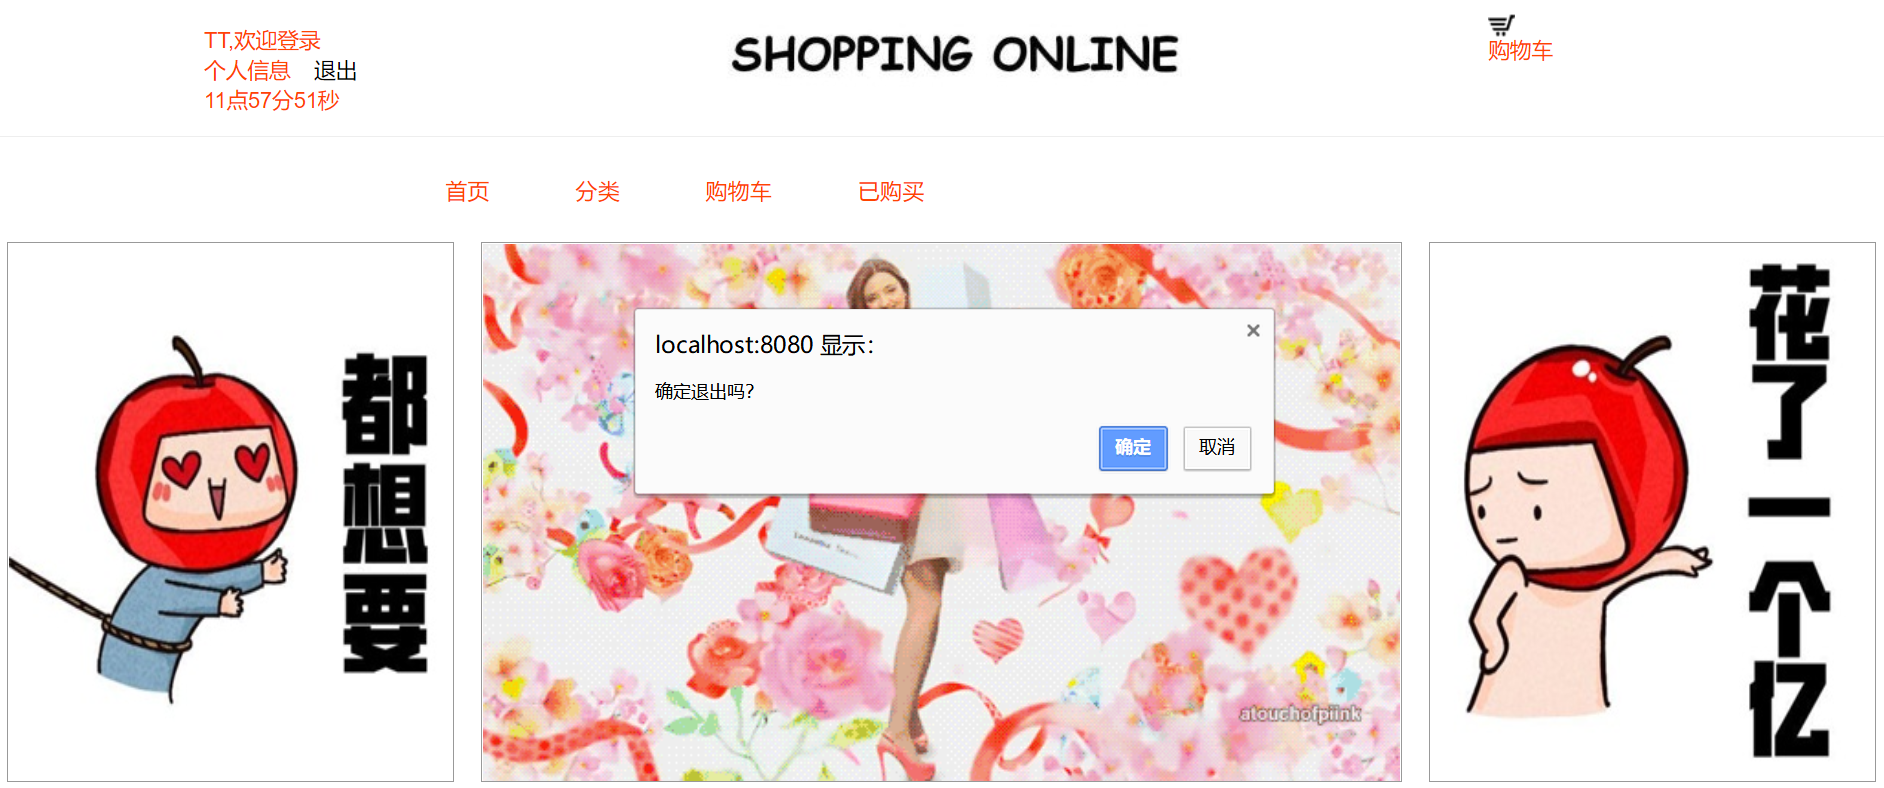 TT,欢迎登录
个人信息 退出
11点57分51秒
SHOPPING ONLINE
购物车
首页 分类 购物车 已购买
都想要
localhost:8080 显示：
确定退出吗？
确定 取消
atouchofpiink
花了一个亿